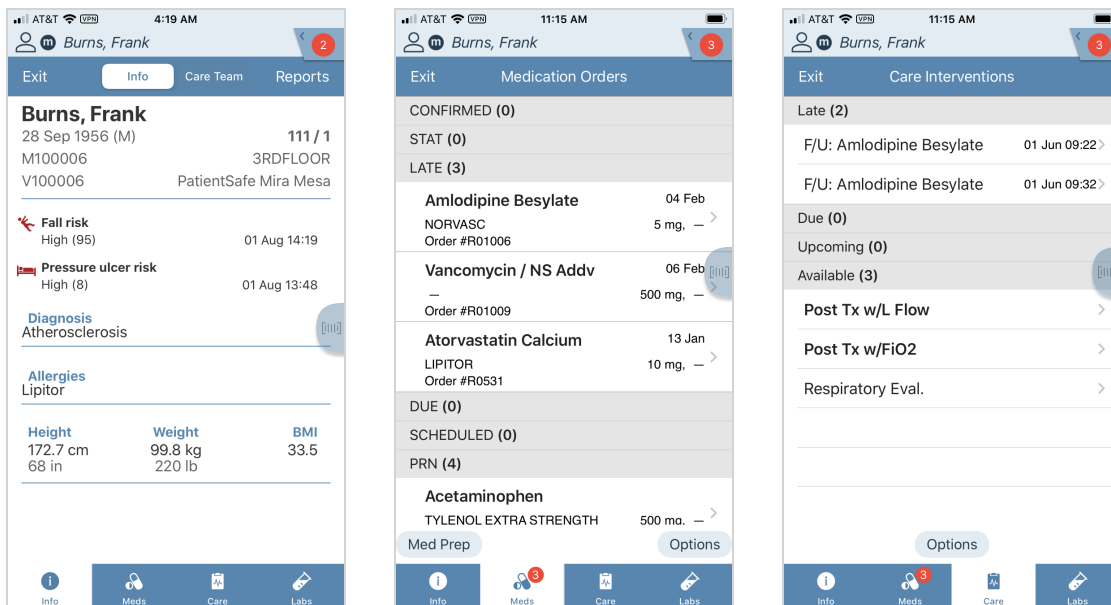 AT&T VPN 4:19 AM
Burns, Frank
2
Exit Info Care Team Reports
Burns, Frank
28 Sep 1956 (M) 111 / 1
M100006 3RDFLOOR
V100006 PatientSafe Mira Mesa
Fall risk
High (95) 01 Aug 14:19
Pressure ulcer risk
High (8) 01 Aug 13:48
Diagnosis
Atherosclerosis
Allergies
Lipitor
Height Weight BMI
172.7 cm 99.8 kg 33.5
68 in 220 lb
Info Meds Care Labs
AT&T VPN 11:15 AM
m Burns, Frank
3
Exit Medication Orders
CONFIRMED (0)
STAT (0)
LATE (3)
Amlodipine Besylate 04 Feb
NORVASC 5 mg, —
Order #R01006
Vancomycin / NS Addv 06 Feb
— 500 mg, —
Order #R01009
Atorvastatin Calcium 13 Jan
LIPITOR 10 mg, —
Order #R0531
DUE (0)
SCHEDULED (0)
PRN (4)
Acetaminophen
TYLENOL EXTRA STRENGTH 500 mg, —
Med Prep Options
3
Info Meds Care Labs
AT&T VPN 11:15 AM
m Burns, Frank
3
Exit Care Interventions
Late (2)
F/U: Amlodipine Besylate 01 Jun 09:22
F/U: Amlodipine Besylate 01 Jun 09:32
Due (0)
Upcoming (0)
Available (3)
Post Tx w/L Flow
Post Tx w/FiO2
Respiratory Eval.
Options
3
Info Meds Care Labs